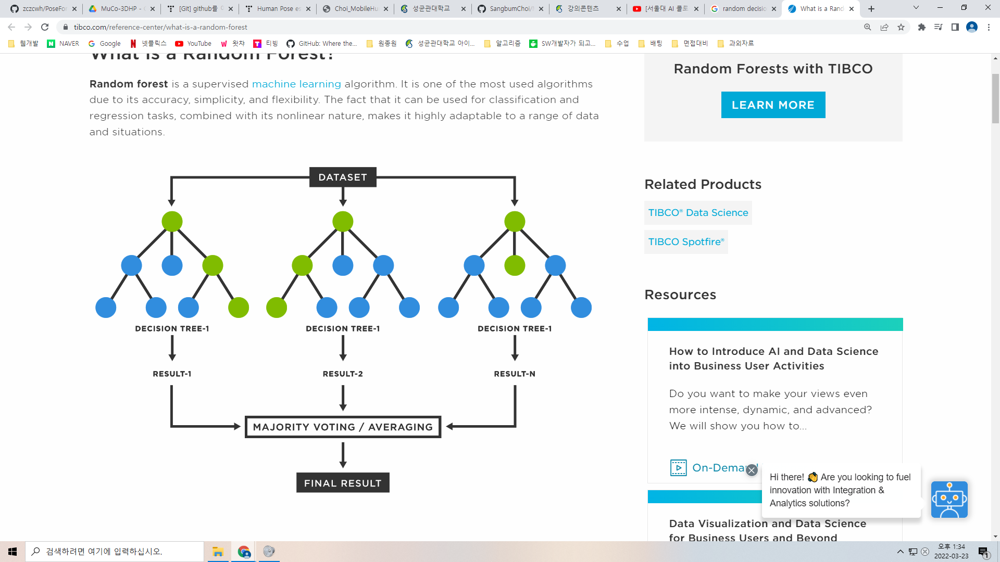 zczcwh/PoseFor
MuCo-3DHP - G
[Git] github를 이
Human Pose es
Choi_MobileHu
성균관대학교
SangbumChoi/
강의콘텐츠
[서울대 AI 콜로
random decisio
What is a Rand
tibco.com/reference-center/what-is-a-random-forest
웹개발
NAVER
Google
넷플릭스
YouTube
왓챠
티빙
GitHub: Where the...
원종원
성균관대학교 아이...
알고리즘
SW개발자가 되고...
수업
배팅
면접대비
과외자료
What is a Random Forest?
Random forest is a supervised machine learning algorithm. It is one of the most used algorithms
due to its accuracy, simplicity, and flexibility. The fact that it can be used for classification and
regression tasks, combined with its nonlinear nature, makes it highly adaptable to a range of data
and situations.
DATASET
DECISION TREE-1
DECISION TREE-1
DECISION TREE-1
RESULT-1
RESULT-2
RESULT-N
MAJORITY VOTING / AVERAGING
FINAL RESULT
Random Forests with TIBCO
LEARN MORE
Related Products
TIBCO® Data Science
TIBCO Spotfire®
Resources
How to Introduce AI and Data Science
into Business User Activities
Do you want to make your views even
more intense, dynamic, and advanced?
We will show you how to...
On-Dema
Hi there! 👋 Are you looking to fuel
innovation with Integration &
Analytics solutions?
Data Visualization and Data Science
for Business Users and Beyond
검색하려면 여기에 입력하십시오.
오후 1:34
2022-03-23
1